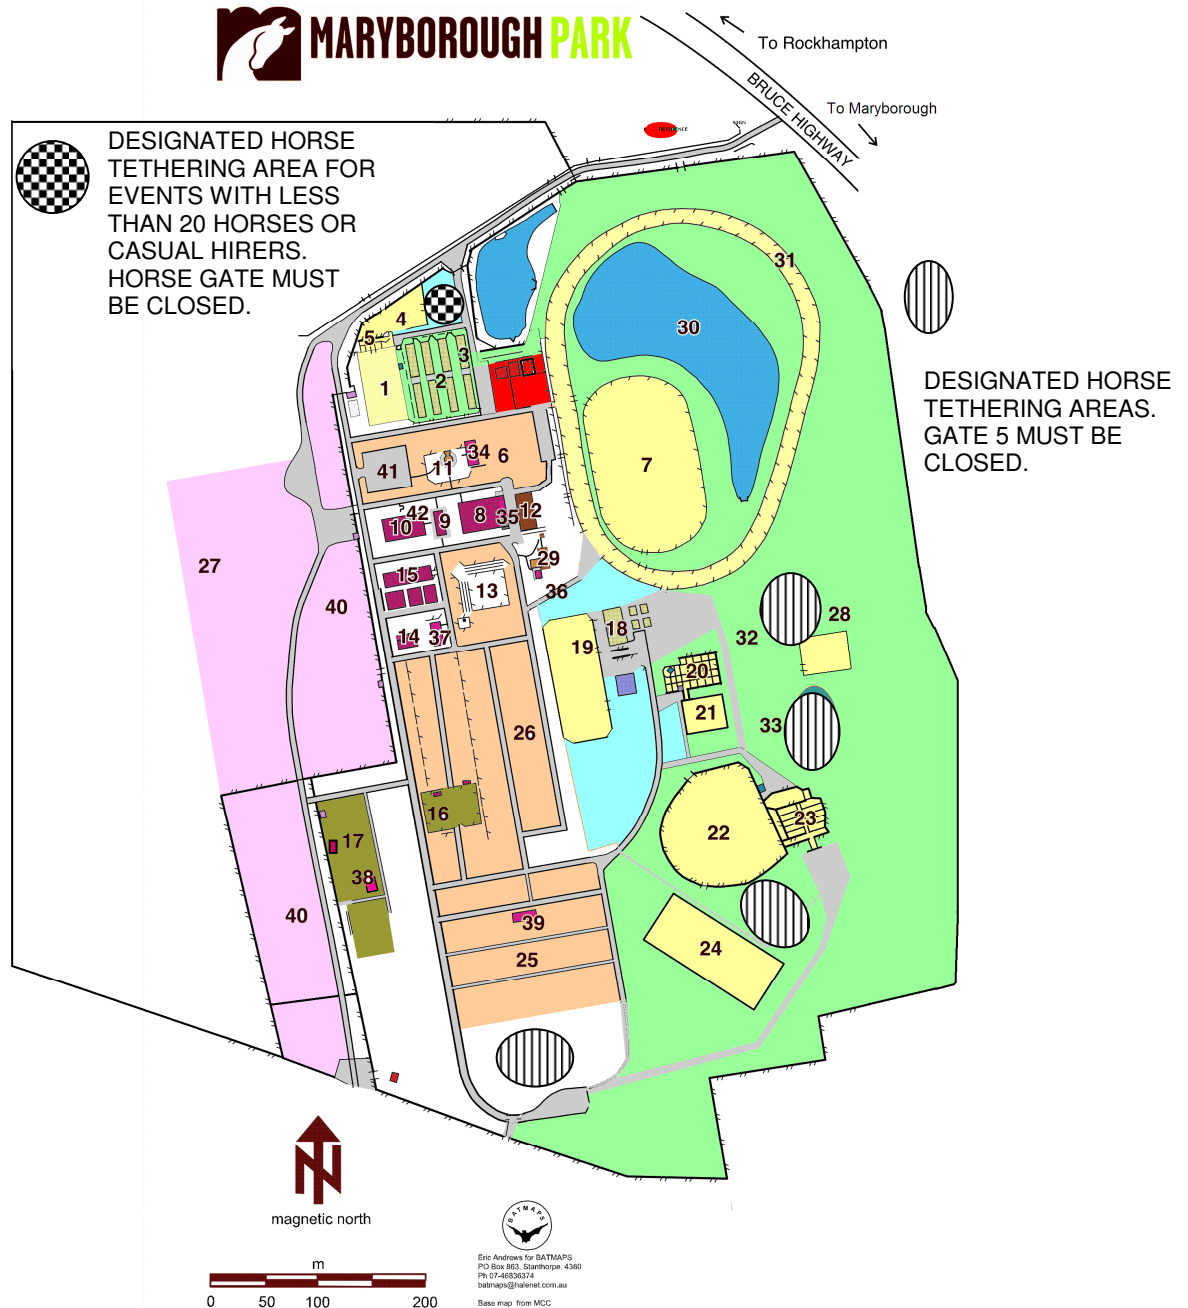 MARYBOROUGH PARK
To Rockhampton
BRUCE HIGHWAY
To Maryborough
RESIDENCE
SIGN
DESIGNATED HORSE
TETHERING AREA FOR
EVENTS WITH LESS
THAN 20 HORSES OR
CASUAL HIRERS.
HORSE GATE MUST
BE CLOSED.
DESIGNATED HORSE
TETHERING AREAS.
GATE 5 MUST BE
CLOSED.
31
30
4
5
3
2
1
7
34
6
11
41
42
10
9
8
35
12
27
15
13
29
36
40
14
37
19
18
32
28
20
21
33
26
16
17
38
22
23
40
39
25
24
magnetic north
m
0 50 100 200
BATMAPS
Eric Andrews for BATMAPS
PO Box 863, Stanthorpe. 4380
Ph 07-46836374
batmaps@halenet.com.au
Base map from MCC